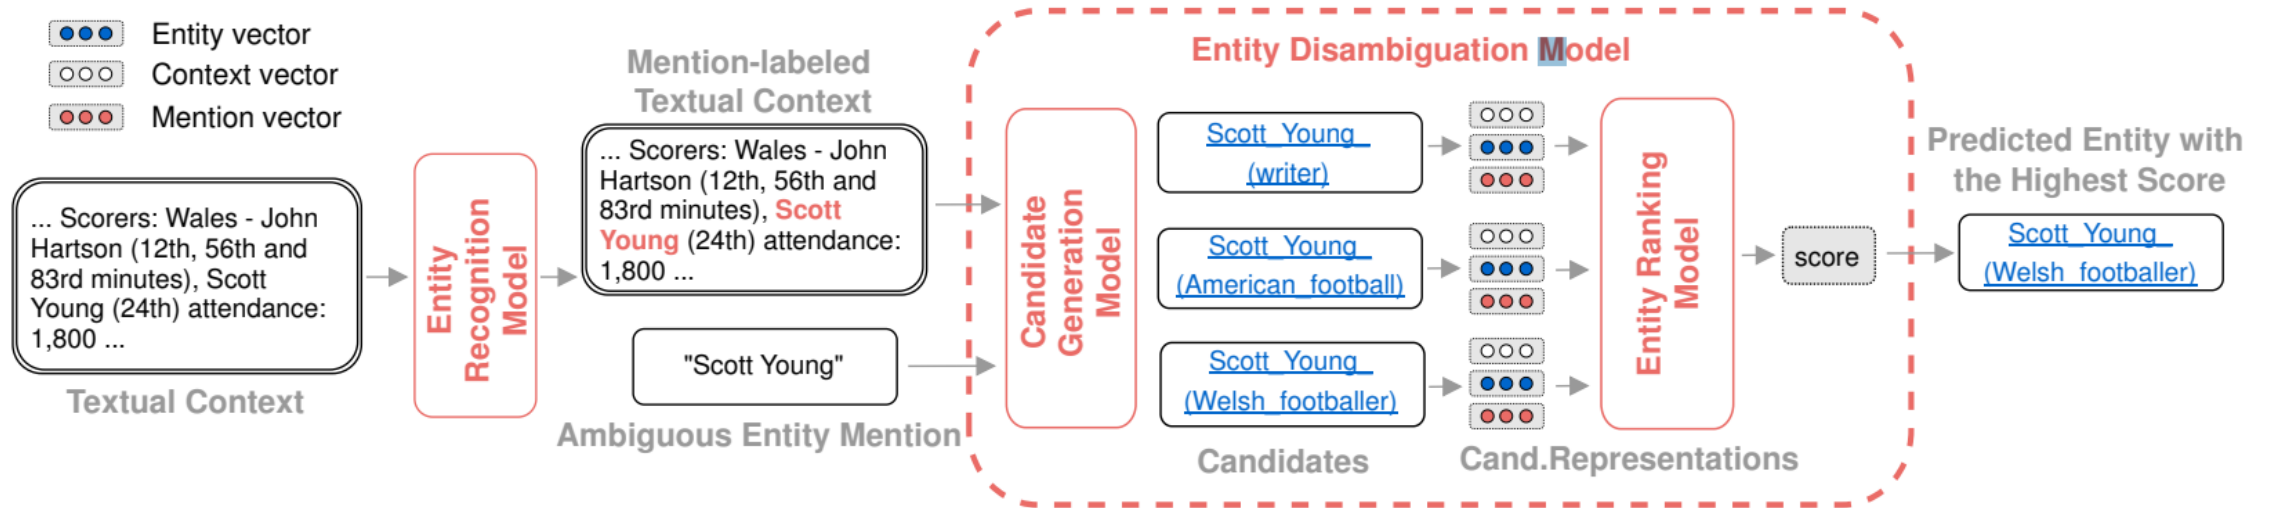 Entity vector
Context vector
Mention vector
... Scorers: Wales - John
Hartson (12th, 56th and
83rd minutes), Scott
Young (24th) attendance:
1,800 ...
Textual Context
Entity
Recognition
Model
Mention-labeled
Textual Context
... Scorers: Wales - John
Hartson (12th, 56th and
83rd minutes), Scott
Young (24th) attendance:
1,800 ...
"Scott Young"
Ambiguous Entity Mention
Entity Disambiguation Model
Candidate
Generation
Model
Scott_Young_
(writer)
Scott_Young_
(American_football)
Scott_Young_
(Welsh_footballer)
Candidates
Cand.Representations
Entity Ranking
Model
score
Predicted Entity with
the Highest Score
Scott_Young_
(Welsh_footballer)